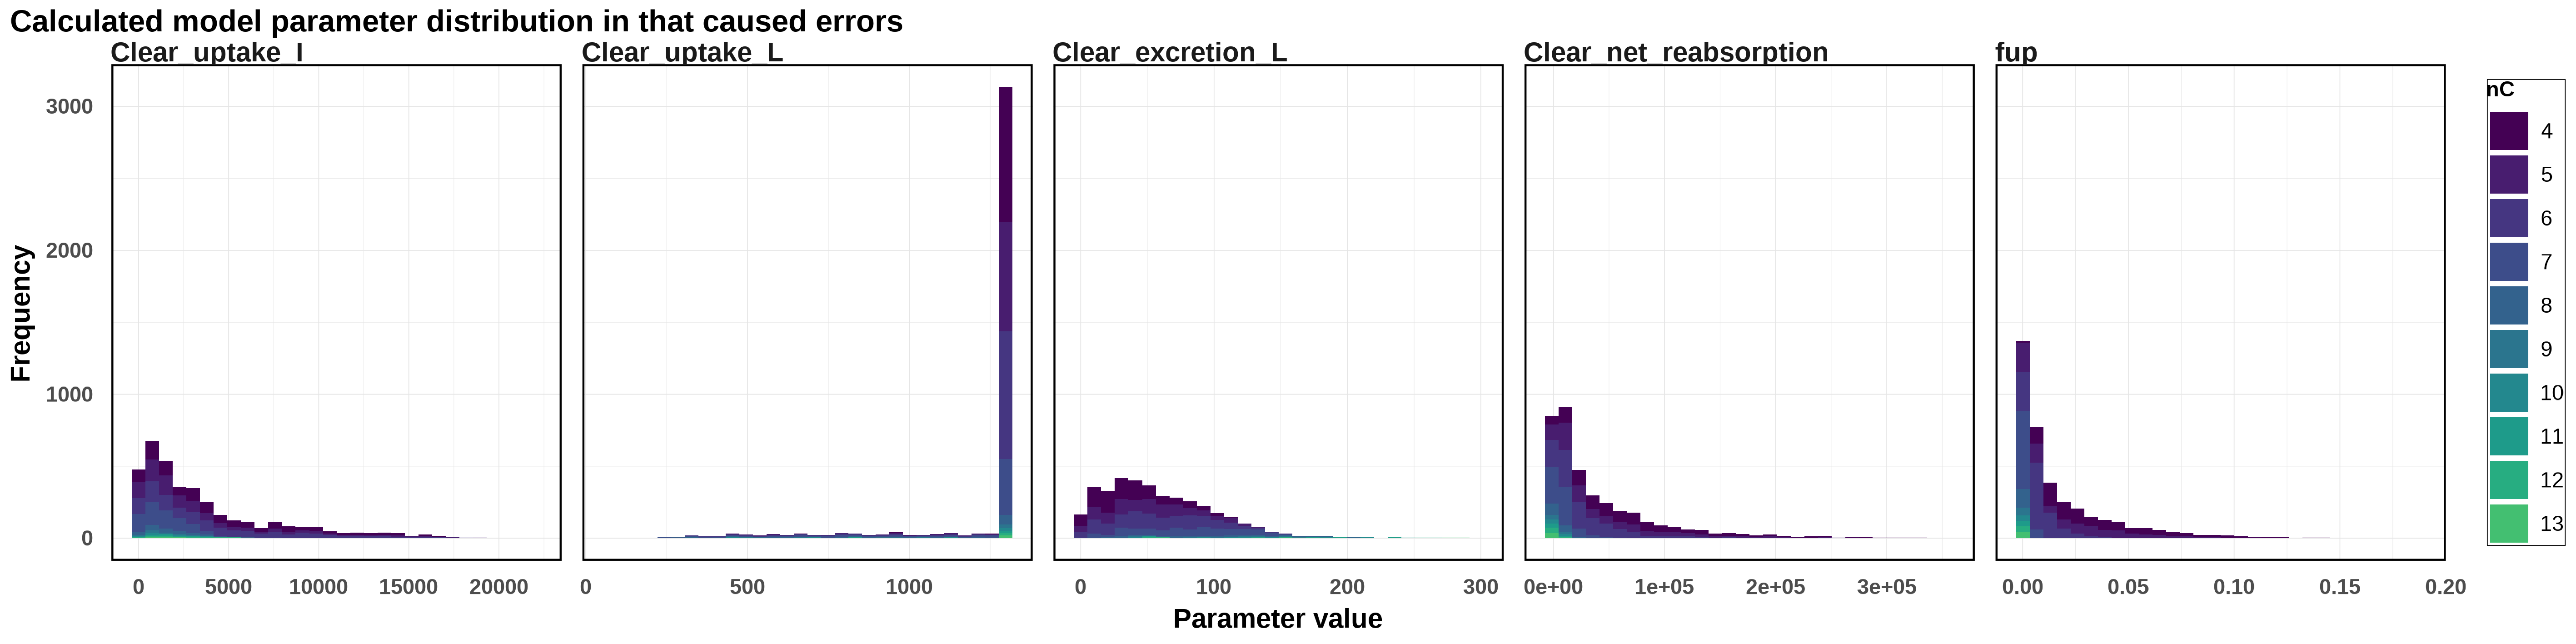 Calculated model parameter distribution in that caused errors
Clear_uptake_I
Clear_uptake_L
Clear_excretion_L
Clear_net_reabsorption
fup
Frequency
3000
2000
1000
0
0 5000 10000 15000 20000
0 500 1000
0 100 200 300
0e+00 1e+05 2e+05 3e+05
0.00 0.05 0.10 0.15 0.20
Parameter value
nC
4
5
6
7
8
9
10
11
12
13